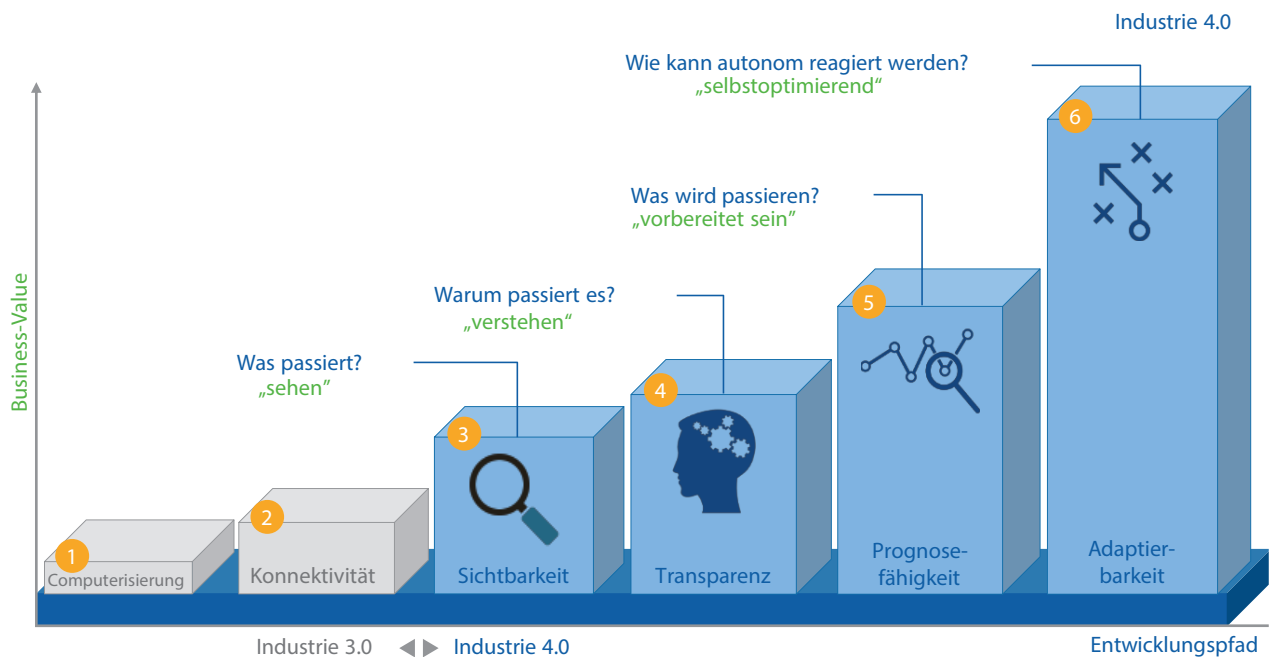 Industrie 4.0
Wie kann autonom reagiert werden?
„selbstoptimierend“
6
Was wird passieren?
„vorbereitet sein”
Business-Value
Warum passiert es?
„verstehen“
5
Was passiert?
„sehen”
4
3
2
1
Computerisierung
Konnektivität
Sichtbarkeit
Transparenz
Prognose-
fähigkeit
Adaptier-
barkeit
Industrie 3.0
Industrie 4.0
Entwicklungspfad